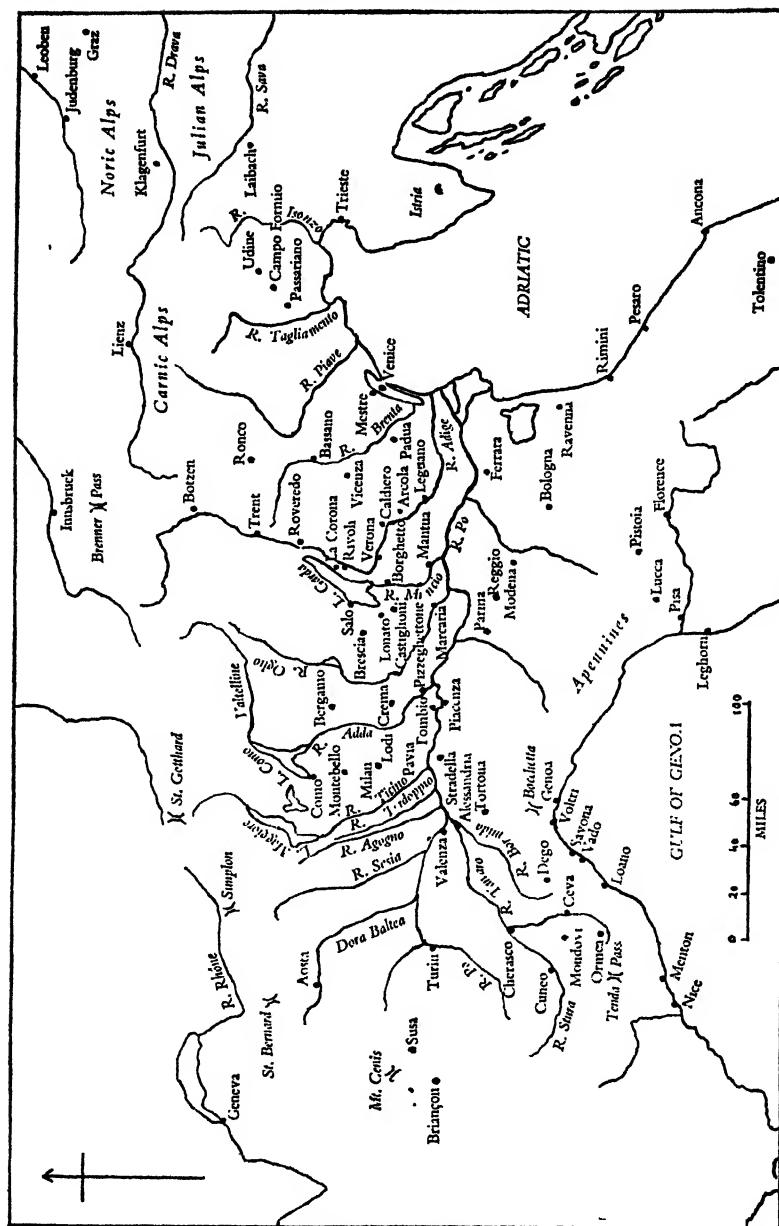 Leoben
Judenburg
Graz
Noric Alps
R. Drava
Klagenfurt
Julian Alps
R. Sava
Laibach
Lienz
Carnic Alps
Innsbruck
Brenner Pass
Botzen
Udine
Campo Formio
Passariano
R. Isonzo
Trieste
Istria
R. Tagliamento
R. Piave
Ronco
Trent
Roveredo
Bassano
R. Brenta
Mestre
Venice
Vicenza
Padua
La Corona
Rivoli
Verona
Caldiero
Arcola
Legnano
R. Adige
L. Garda
Salo
Borghetto
Mantua
R. Mincio
R. Po
Lonato
Castiglione
Brescia
R. Oglio
Marcaria
Pizzeghettone
ADRIATIC
Ferrara
Bologna
Ravenna
Rimini
Pesaro
Ancona
Tolentino
Parma
Reggio
Modena
Pistoia
Florence
Lucca
Pisa
Leghorn
Apennines
Valtelline
Bergamo
Crema
R. Adda
Lodi
Fombio
Piacenza
L. Como
Como
Montebello
Milan
Pavia
St. Gotthard
Maggiore
R. Ticino
R. Agogno
R. Sesia
Simplon
R. Rhône
Geneva
St. Bernard
Aosta
Dora Baltea
Mt. Cenis
Susa
Briançon
Turin
R. Po
Valenza
Stradella
Alessandria
Tortona
R. Bormida
R. Tanaro
Bocchetta
Genoa
Voltri
Savona
Vado
Dego
Ceva
Loano
Cherasco
Cuneo
Mondovi
Ormea
Tenda Pass
R. Stura
Menton
Nice
GULF OF GENOA
0 20 40 60 100
MILES